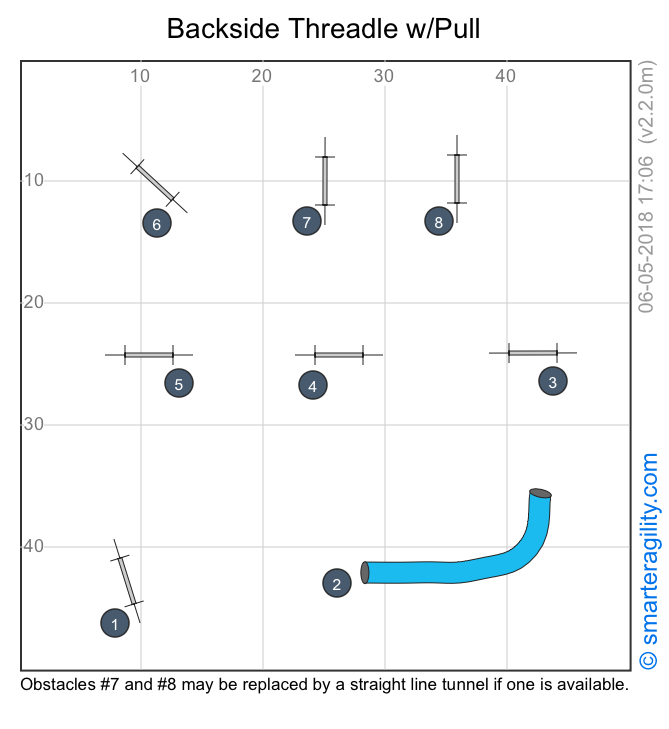 Backside Threadle w/Pull
10 20 30 40
10
6 7 8
20
5 4 3
30
40
2
1
06-05-2018 17:06 (v2.2.0m)
© smarteragility.com
Obstacles #7 and #8 may be replaced by a straight line tunnel if one is available.